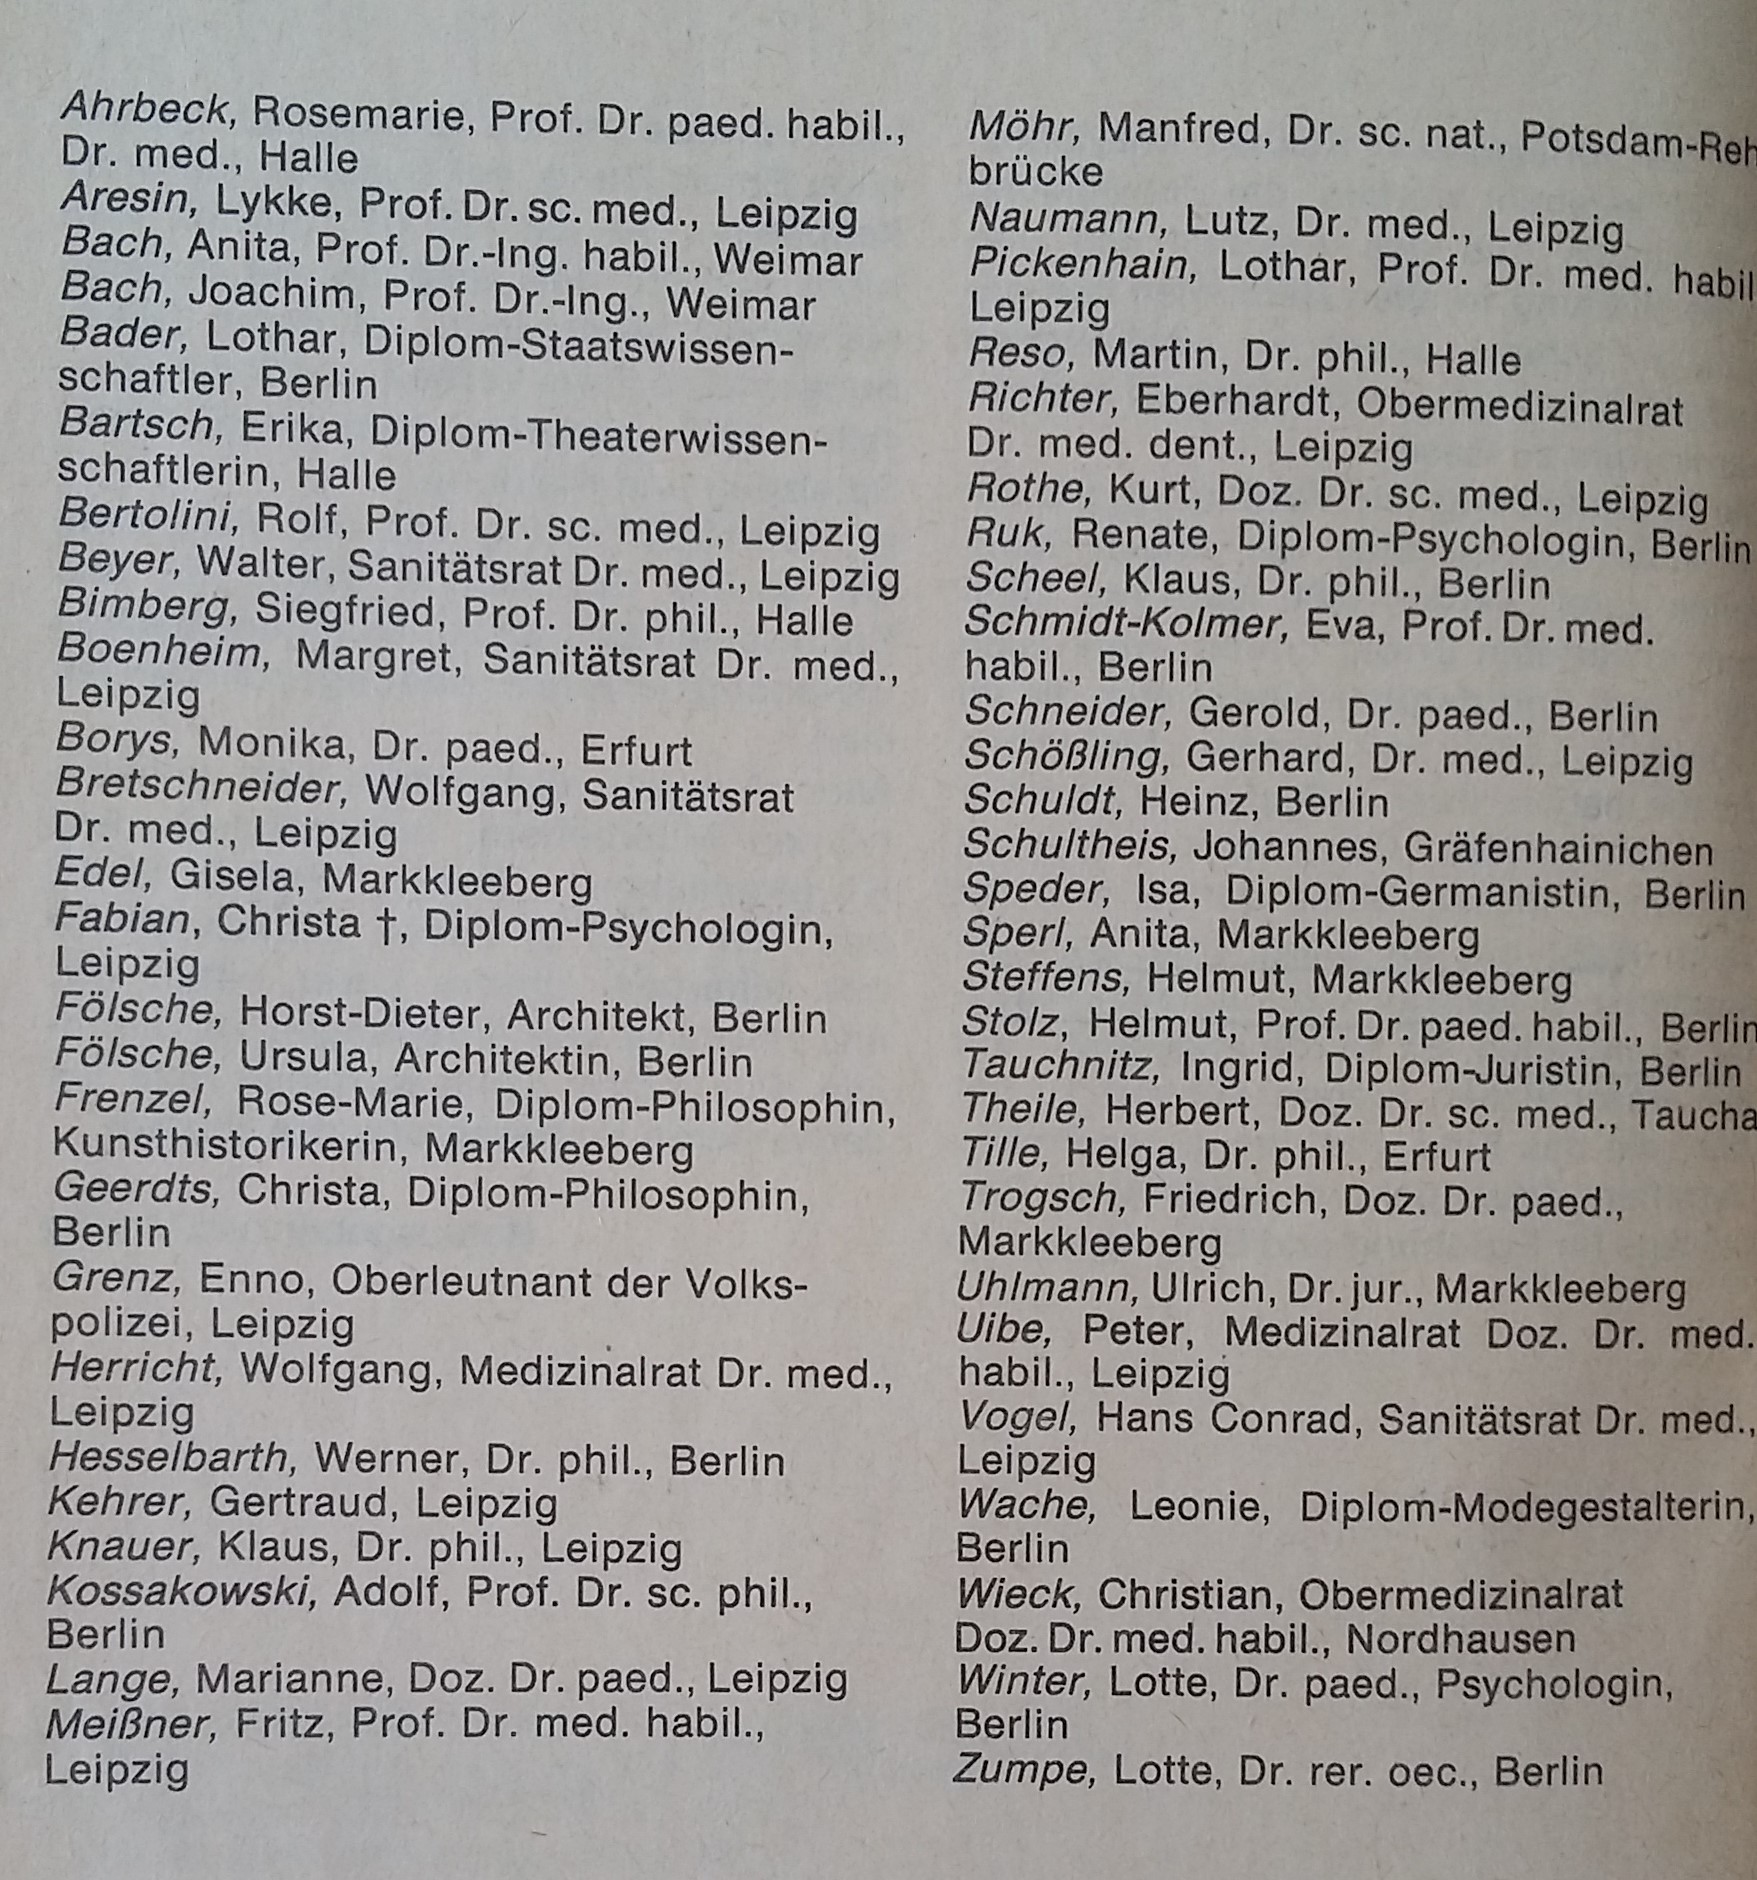 Ahrbeck, Rosemarie, Prof. Dr. paed. habil.,
Dr. med., Halle
Aresin, Lykke, Prof. Dr. sc. med., Leipzig
Bach, Anita, Prof. Dr.-Ing. habil., Weimar
Bach, Joachim, Prof. Dr.-Ing., Weimar
Bader, Lothar, Diplom-Staatswissen-
schaftler, Berlin
Bartsch, Erika, Diplom-Theaterwissen-
schaftlerin, Halle
Bertolini, Rolf, Prof. Dr. sc. med., Leipzig
Beyer, Walter, Sanitätsrat Dr. med., Leipzig
Bimberg, Siegfried, Prof. Dr. phil., Halle
Boenheim, Margret, Sanitätsrat Dr. med.,
Leipzig
Borys, Monika, Dr. paed., Erfurt
Bretschneider, Wolfgang, Sanitätsrat
Dr. med., Leipzig
Edel, Gisela, Markkleeberg
Fabian, Christa †, Diplom-Psychologin,
Leipzig
Fölsche, Horst-Dieter, Architekt, Berlin
Fölsche, Ursula, Architektin, Berlin
Frenzel, Rose-Marie, Diplom-Philosophin,
Kunsthistorikerin, Markkleeberg
Geerdts, Christa, Diplom-Philosophin,
Berlin
Grenz, Enno, Oberleutnant der Volks-
polizei, Leipzig
Herricht, Wolfgang, Medizinalrat Dr. med.,
Leipzig
Hesselbarth, Werner, Dr. phil., Berlin
Kehrer, Gertraud, Leipzig
Knauer, Klaus, Dr. phil., Leipzig
Kossakowski, Adolf, Prof. Dr. sc. phil.,
Berlin
Lange, Marianne, Doz. Dr. paed., Leipzig
Meißner, Fritz, Prof. Dr. med. habil.,
Leipzig
Möhr, Manfred, Dr. sc. nat., Potsdam-Reh
brücke
Naumann, Lutz, Dr. med., Leipzig
Pickenhain, Lothar, Prof. Dr. med. habil
Leipzig
Reso, Martin, Dr. phil., Halle
Richter, Eberhardt, Obermedizinalrat
Dr. med. dent., Leipzig
Rothe, Kurt, Doz. Dr. sc. med., Leipzig
Ruk, Renate, Diplom-Psychologin, Berlin
Scheel, Klaus, Dr. phil., Berlin
Schmidt-Kolmer, Eva, Prof. Dr. med.
habil., Berlin
Schneider, Gerold, Dr. paed., Berlin
Schößling, Gerhard, Dr. med., Leipzig
Schuldt, Heinz, Berlin
Schultheis, Johannes, Gräfenhainichen
Speder, Isa, Diplom-Germanistin, Berlin
Sperl, Anita, Markkleeberg
Steffens, Helmut, Markkleeberg
Stolz, Helmut, Prof. Dr. paed. habil., Berlin
Tauchnitz, Ingrid, Diplom-Juristin, Berlin
Theile, Herbert, Doz. Dr. sc. med., Taucha
Tille, Helga, Dr. phil., Erfurt
Trogsch, Friedrich, Doz. Dr. paed.,
Markkleeberg
Uhlmann, Ulrich, Dr. jur., Markkleeberg
Uibe, Peter, Medizinalrat Doz. Dr. med.
habil., Leipzig
Vogel, Hans Conrad, Sanitätsrat Dr. med.,
Leipzig
Wache, Leonie, Diplom-Modegestalterin,
Berlin
Wieck, Christian, Obermedizinalrat
Doz. Dr. med. habil., Nordhausen
Winter, Lotte, Dr. paed., Psychologin,
Berlin
Zumpe, Lotte, Dr. rer. oec., Berlin